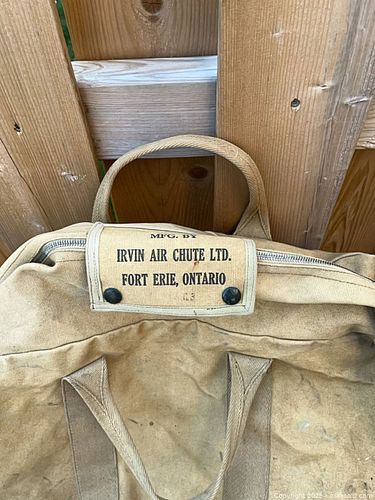 MFG. BY
IRVIN AIR CHUTE LTD.
FORT ERIE, ONTARIO